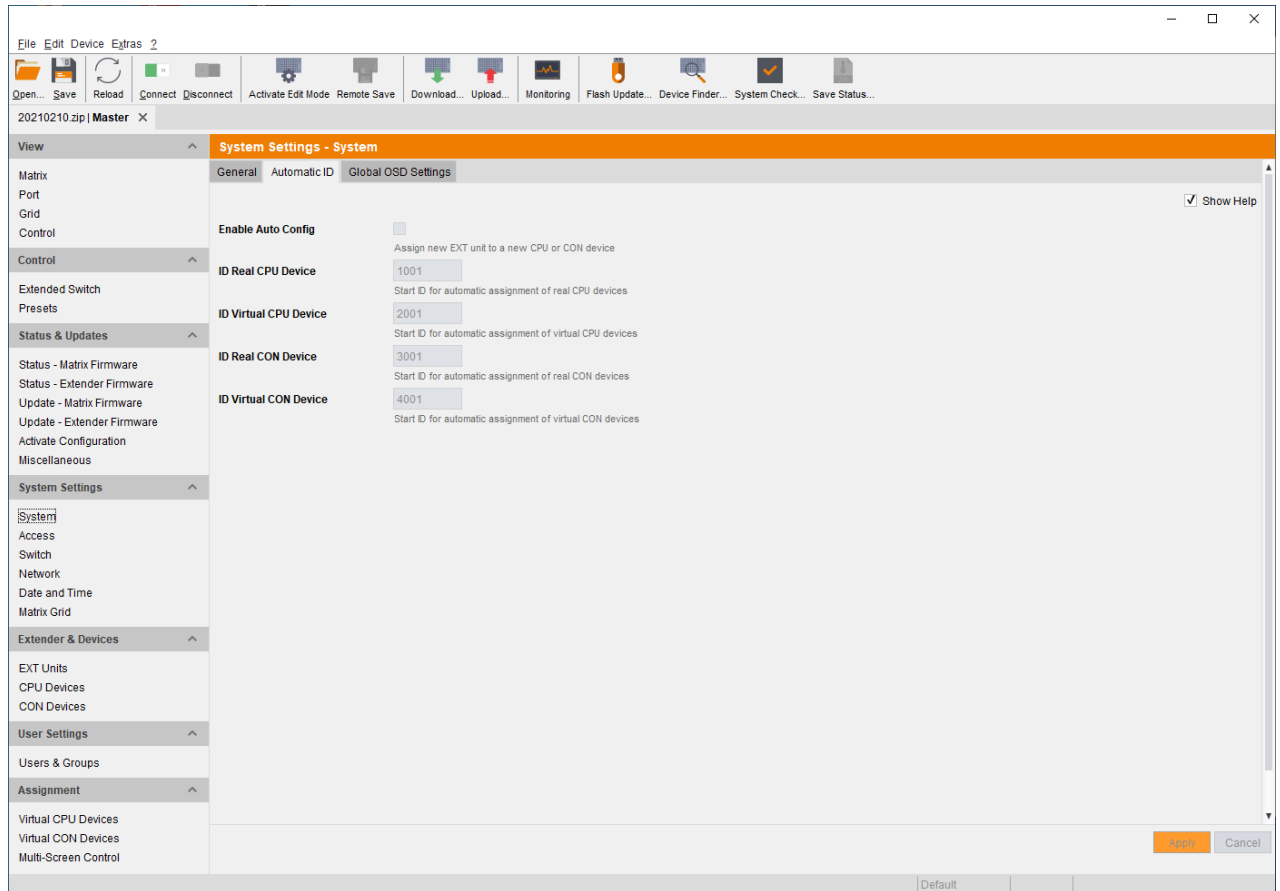 File Edit Device Extras ?
Open... Save Reload Connect Disconnect Activate Edit Mode Remote Save Download... Upload... Monitoring Flash Update... Device Finder... System Check... Save Status...
20210210.zip | Master
View
Matrix
Port
Grid
Control
Control
Extended Switch
Presets
Status & Updates
Status - Matrix Firmware
Status - Extender Firmware
Update - Matrix Firmware
Update - Extender Firmware
Activate Configuration
Miscellaneous
System Settings
System
Access
Switch
Network
Date and Time
Matrix Grid
Extender & Devices
EXT Units
CPU Devices
CON Devices
User Settings
Users & Groups
Assignment
Virtual CPU Devices
Virtual CON Devices
Multi-Screen Control
System Settings - System
General Automatic ID Global OSD Settings
Show Help
Enable Auto Config
Assign new EXT unit to a new CPU or CON device
ID Real CPU Device 1001
Start ID for automatic assignment of real CPU devices
ID Virtual CPU Device 2001
Start ID for automatic assignment of virtual CPU devices
ID Real CON Device 3001
Start ID for automatic assignment of real CON devices
ID Virtual CON Device 4001
Start ID for automatic assignment of virtual CON devices
Apply Cancel
Default